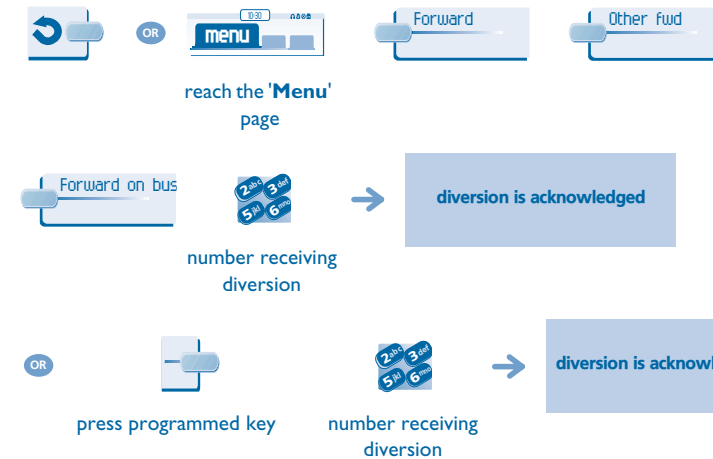 10:30
OR
menu
Forward
Other fwd
reach the 'Menu'
page
Forward on bus
2abc 3def
5jkl 6mno
diversion is acknowledged
number receiving
diversion
OR
2abc 3def
5jkl 6mno
diversion is acknowl
press programmed key
number receiving
diversion